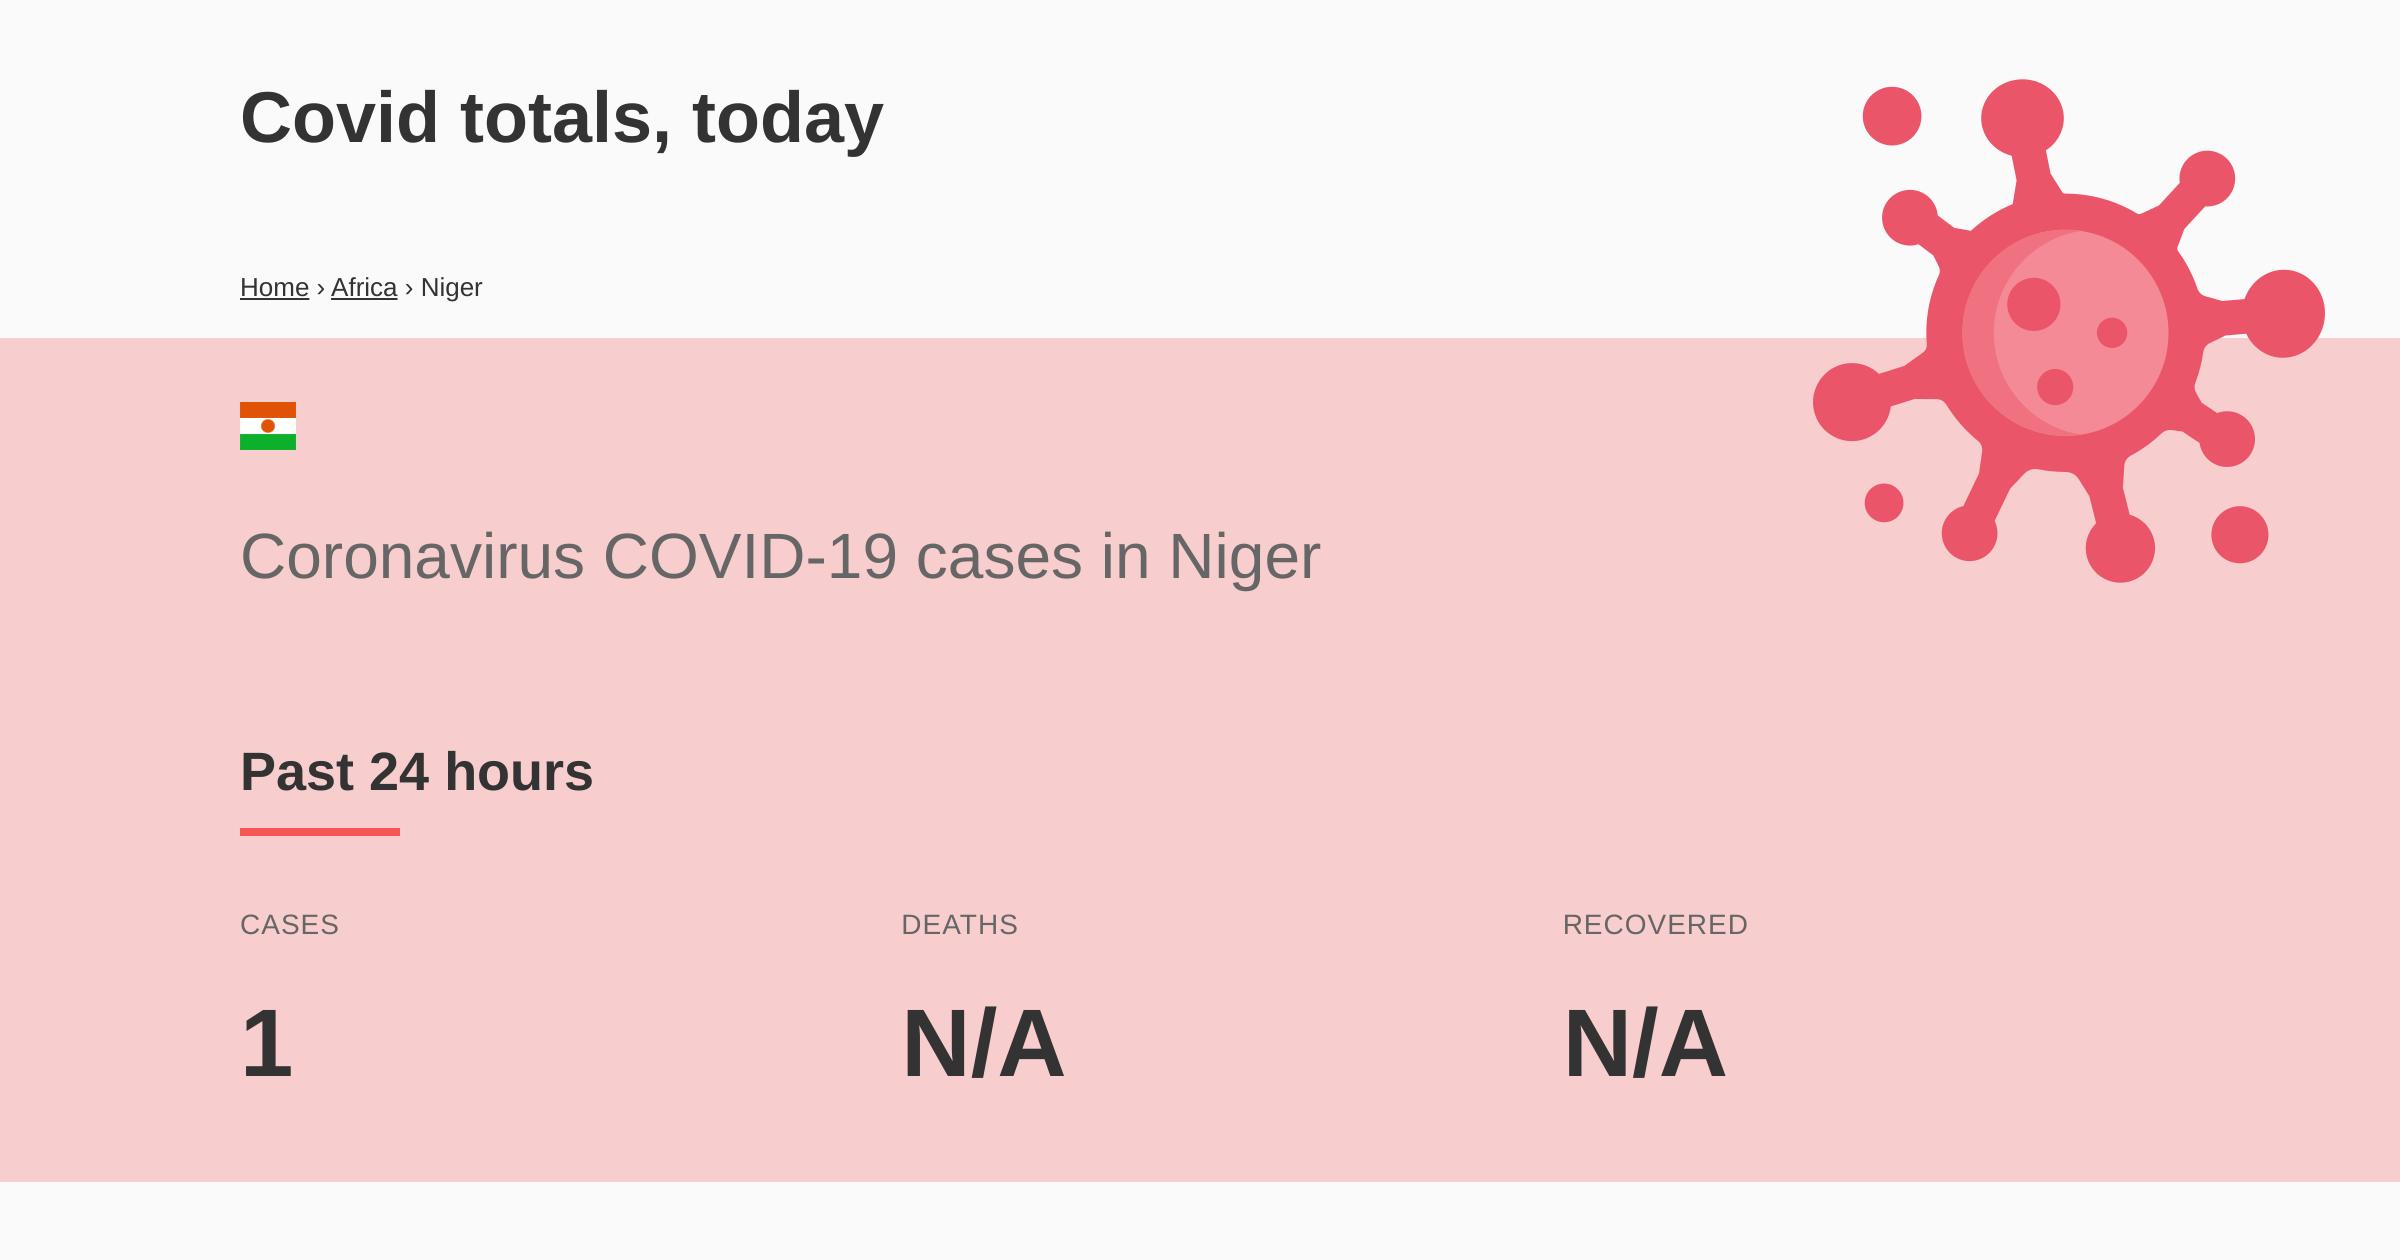 Covid totals, today
Home › Africa › Niger
Coronavirus COVID-19 cases in Niger
Past 24 hours
CASES DEATHS RECOVERED
1 N/A N/A